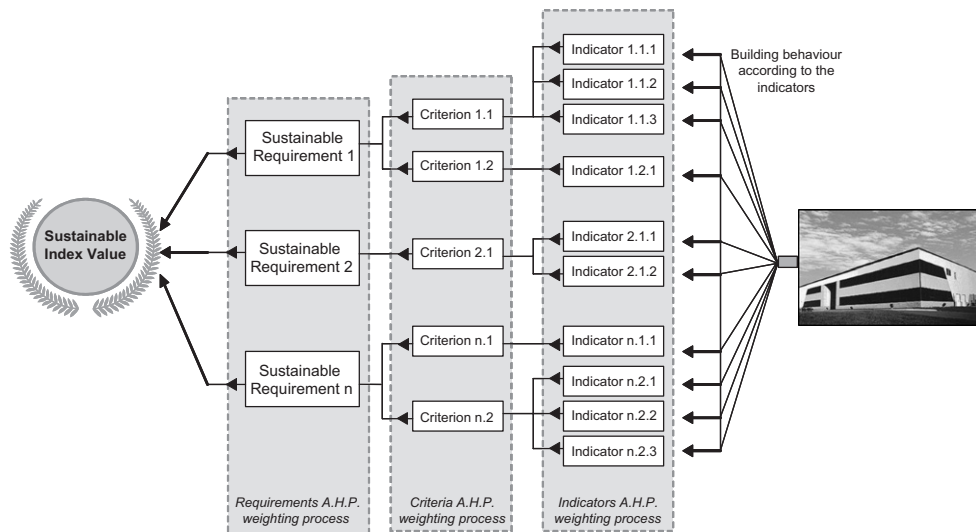 Sustainable
Index Value
Sustainable
Requirement 1
Sustainable
Requirement 2
Sustainable
Requirement n
Requirements A.H.P.
weighting process
Criterion 1.1
Criterion 1.2
Criterion 2.1
Criterion n.1
Criterion n.2
Criteria A.H.P.
weighting process
Indicator 1.1.1
Indicator 1.1.2
Indicator 1.1.3
Indicator 1.2.1
Indicator 2.1.1
Indicator 2.1.2
Indicator n.1.1
Indicator n.2.1
Indicator n.2.2
Indicator n.2.3
Indicators A.H.P.
weighting process
Building behaviour
according to the
indicators